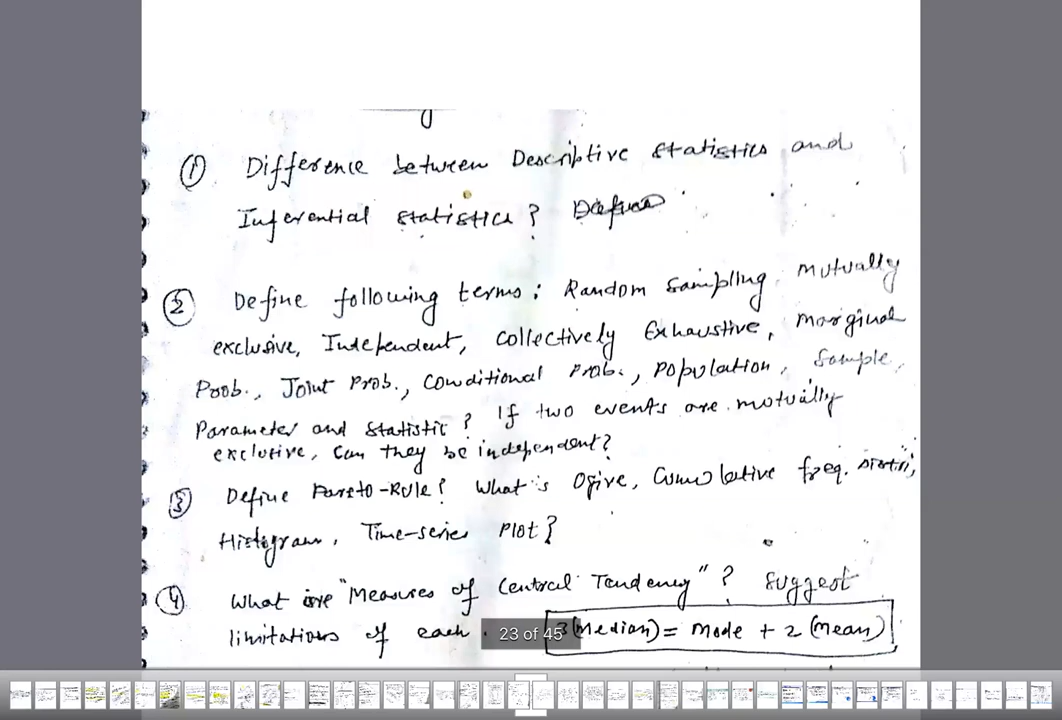 ① Difference between Descriptive Statistics and
Inferential statistics?
② Define following terms: Random sampling, Mutually
exclusive, Independent, Collectively Exhaustive, Marginal
Prob., Joint Prob., Conditional Prob., Population, Sample,
Parameter and Statistic? If two events are mutually
exclusive, can they be independent?
③ Define Pareto-Rule? What is Ogive, Cumulative freq. distri,
Histogram, Time-series Plot?
④ What are "Measures of Central Tendency"? Suggest
limitations of each. 3(Median) = Mode + 2(Mean)
23 of 45